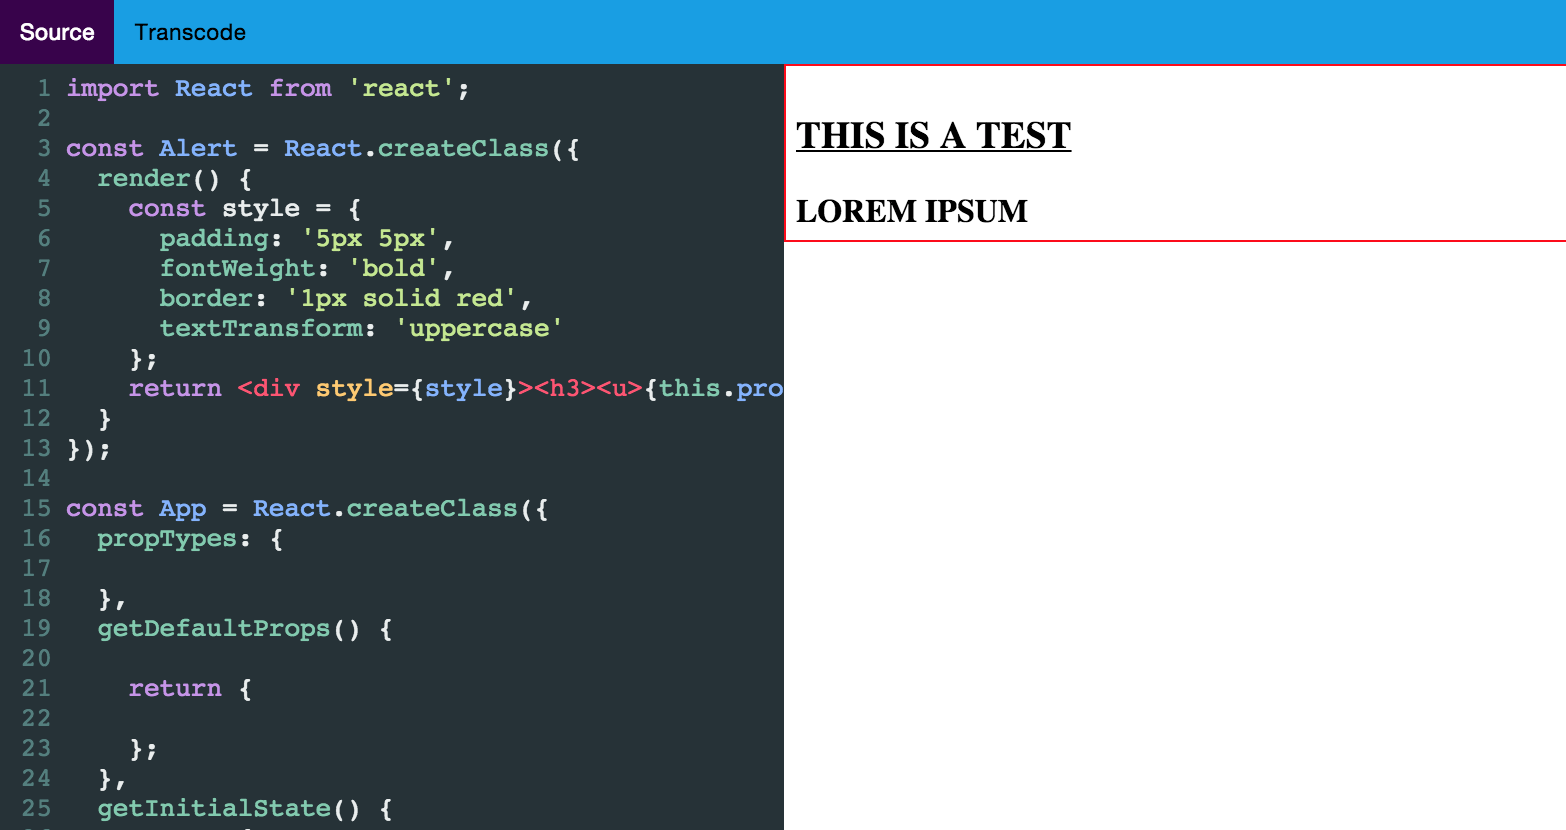 Source Transcode
1 import React from 'react';
2
3 const Alert = React.createClass({
4   render() {
5     const style = {
6       padding: '5px 5px',
7       fontWeight: 'bold',
8       border: '1px solid red',
9       textTransform: 'uppercase'
10     };
11     return <div style={style}><h3><u>{this.pro
12   }
13 });
14
15 const App = React.createClass({
16   propTypes: {
17
18   },
19   getDefaultProps() {
20
21     return {
22
23     };
24   },
25   getInitialState() {
THIS IS A TEST
LOREM IPSUM